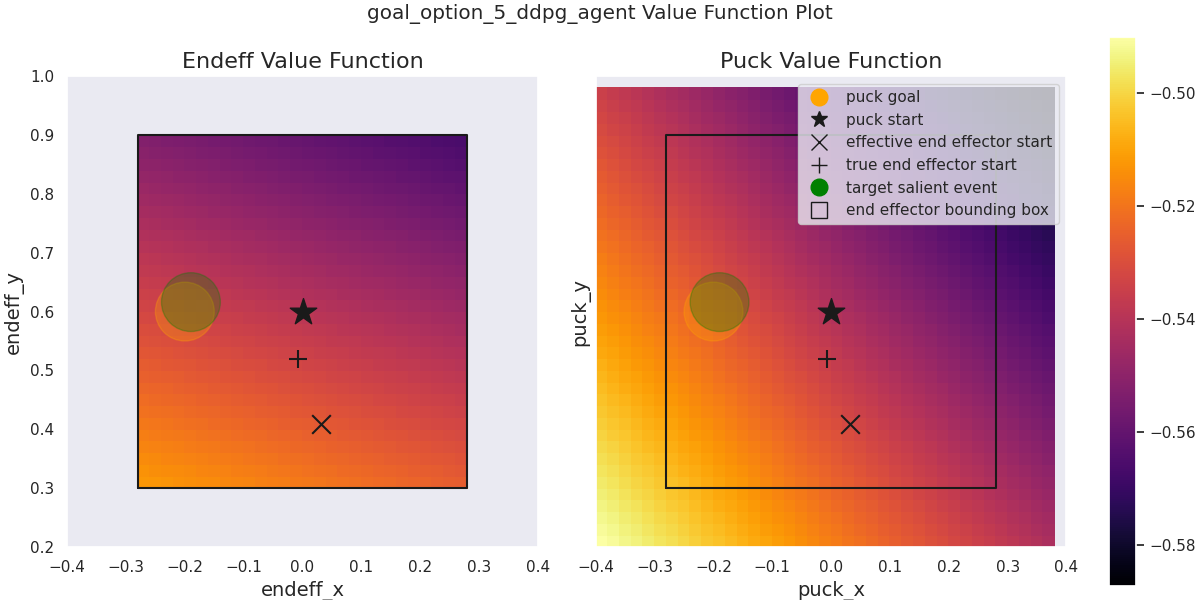 goal_option_5_ddpg_agent Value Function Plot
Endeff Value Function
endeff_y
1.0
0.9
0.8
0.7
0.6
0.5
0.4
0.3
0.2
−0.4 −0.3 −0.2 −0.1 0.0 0.1 0.2 0.3 0.4
endeff_x
Puck Value Function
puck_y
puck goal
puck start
effective end effector start
true end effector start
target salient event
end effector bounding box
−0.4 −0.3 −0.2 −0.1 0.0 0.1 0.2 0.3 0.4
puck_x
−0.50
−0.52
−0.54
−0.56
−0.58